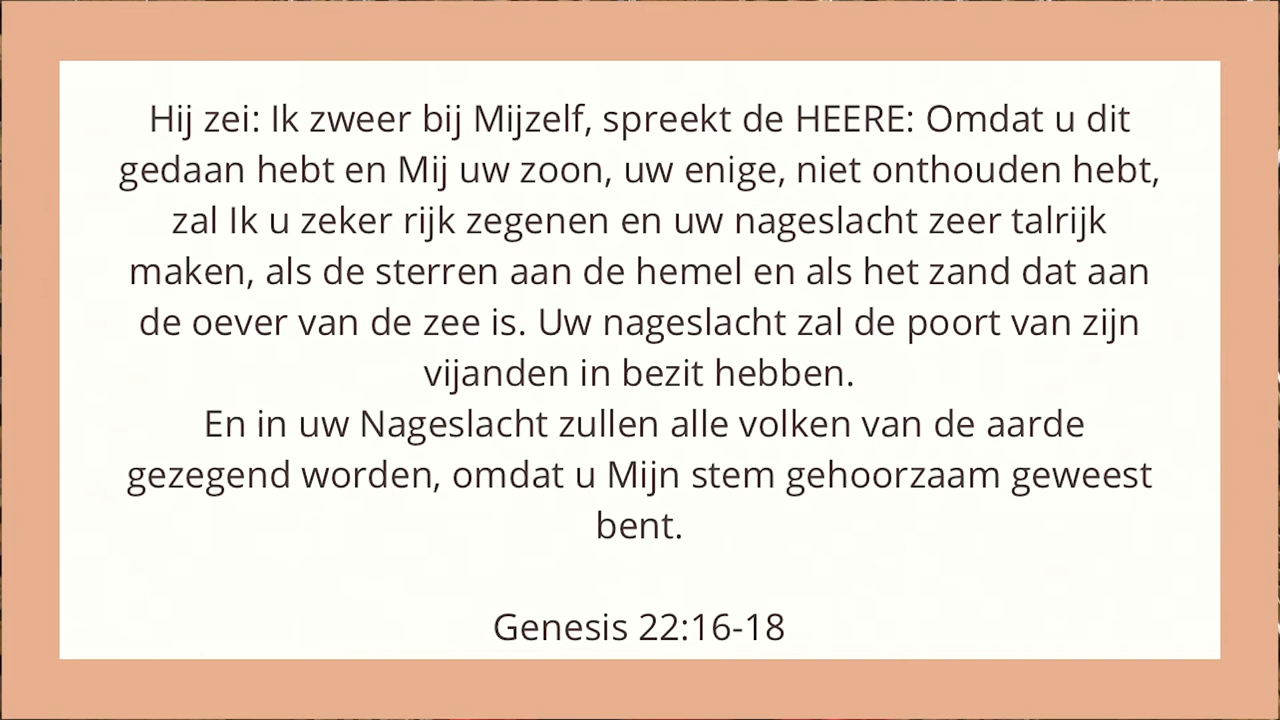 Hij zei: Ik zweer bij Mijzelf, spreekt de HEERE: Omdat u dit
gedaan hebt en Mij uw zoon, uw enige, niet onthouden hebt,
zal Ik u zeker rijk zegenen en uw nageslacht zeer talrijk
maken, als de sterren aan de hemel en als het zand dat aan
de oever van de zee is. Uw nageslacht zal de poort van zijn
vijanden in bezit hebben.
En in uw Nageslacht zullen alle volken van de aarde
gezegend worden, omdat u Mijn stem gehoorzaam geweest
bent.
Genesis 22:16-18